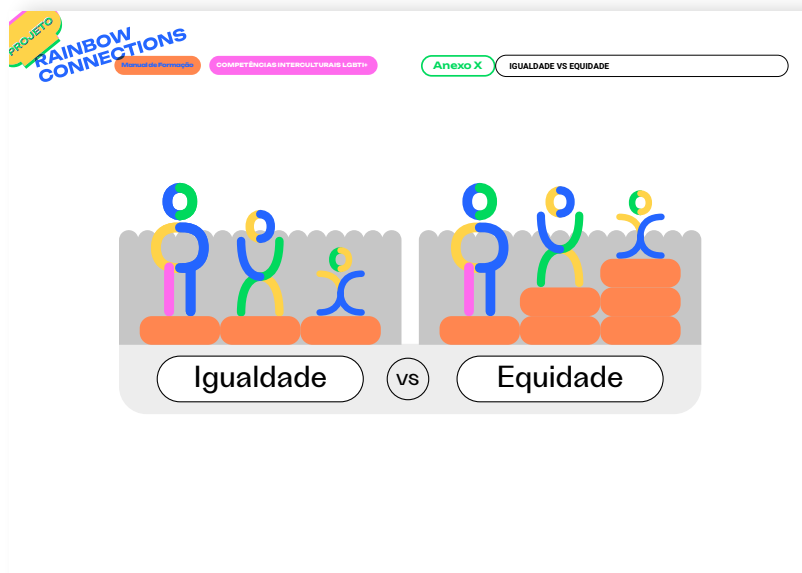 PROJETO
RAINBOW
CONNECTIONS
Manual de Formação
COMPETÊNCIAS INTERCULTURAIS LGBTI+
Anexo X
IGUALDADE VS EQUIDADE
Igualdade
VS
Equidade